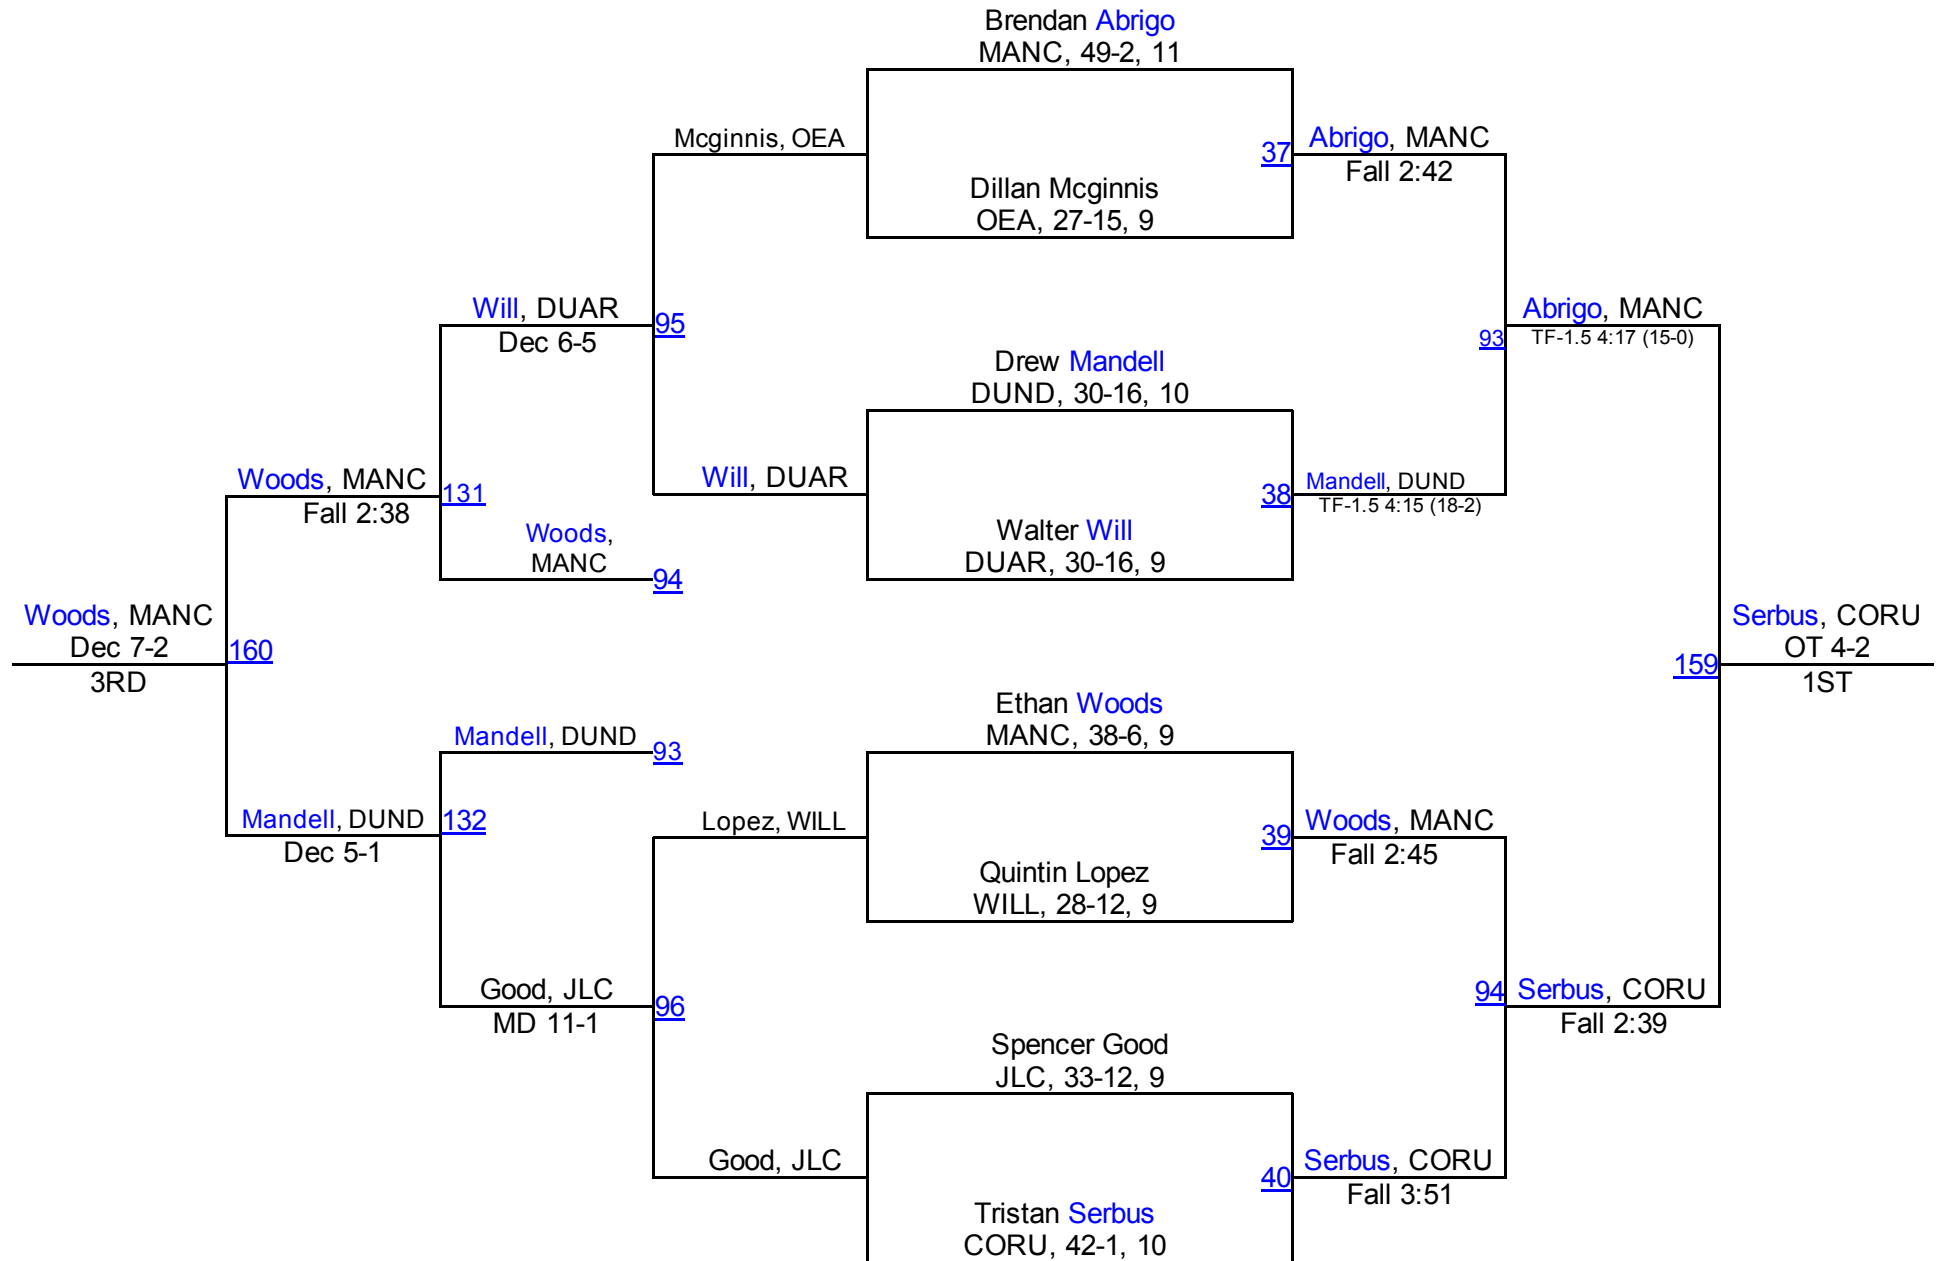 Brendan Abrigo
MANC, 49-2, 11
Mcginnis, OEA
37
Abrigo, MANC
Fall 2:42
Dillan Mcginnis
OEA, 27-15, 9
Will, DUAR
Dec 6-5
95
Abrigo, MANC
93
TF-1.5 4:17 (15-0)
Drew Mandell
DUND, 30-16, 10
Woods, MANC
Fall 2:38
131
Will, DUAR
38
Mandell, DUND
TF-1.5 4:15 (18-2)
Woods,
MANC
94
Walter Will
DUAR, 30-16, 9
Woods, MANC
Dec 7-2
3RD
160
159
Serbus, CORU
OT 4-2
1ST
Ethan Woods
MANC, 38-6, 9
Mandell, DUND
93
Mandell, DUND
Dec 5-1
132
Lopez, WILL
39
Woods, MANC
Fall 2:45
Quintin Lopez
WILL, 28-12, 9
Good, JLC
MD 11-1
96
94
Serbus, CORU
Fall 2:39
Spencer Good
JLC, 33-12, 9
Good, JLC
40
Serbus, CORU
Fall 3:51
Tristan Serbus
CORU, 42-1, 10